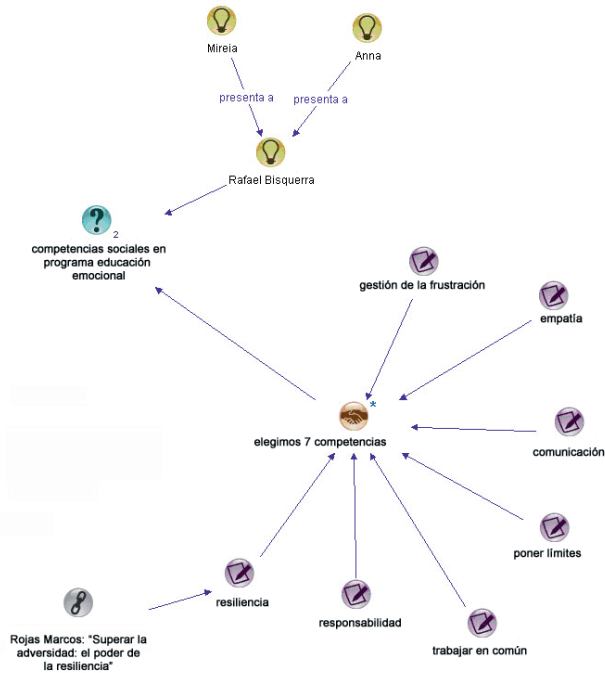 Mireia
Anna
presenta a
presenta a
Rafael Bisquerra
?
2
competencias sociales en
programa educación
emocional
gestión de la frustración
empatía
*
elegimos 7 competencias
comunicación
poner límites
resiliencia
responsabilidad
trabajar en común
Rojas Marcos: "Superar la
adversidad: el poder de
la resiliencia"